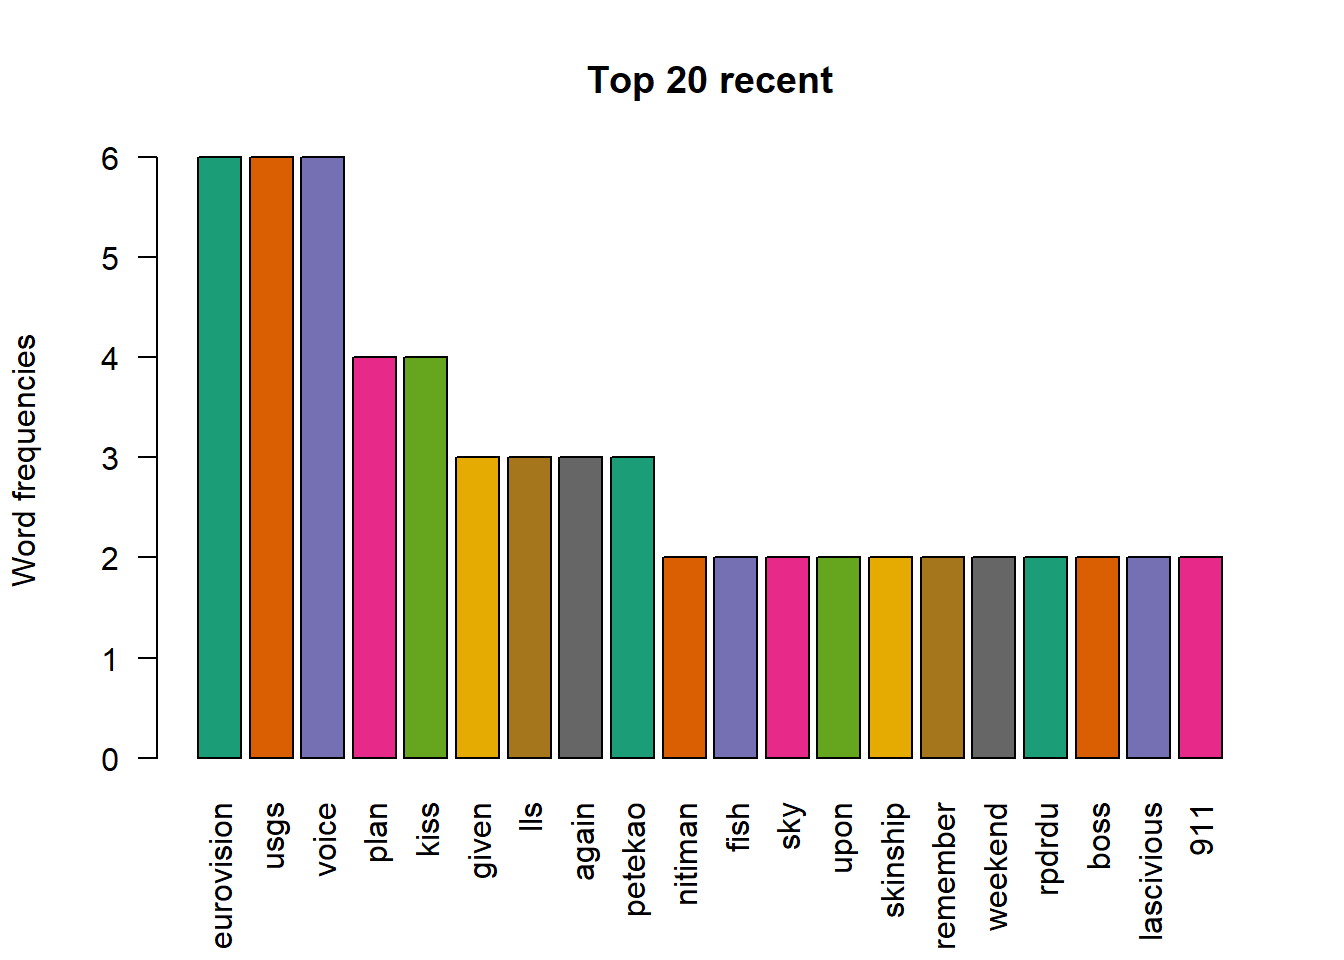 Top 20 recent
Word frequencies
6
5
4
3
2
1
0
eurovision
usgs
voice
plan
kiss
given
lls
again
petekao
nitiman
fish
sky
upon
skinship
remember
weekend
rpdrdu
boss
lascivious
911